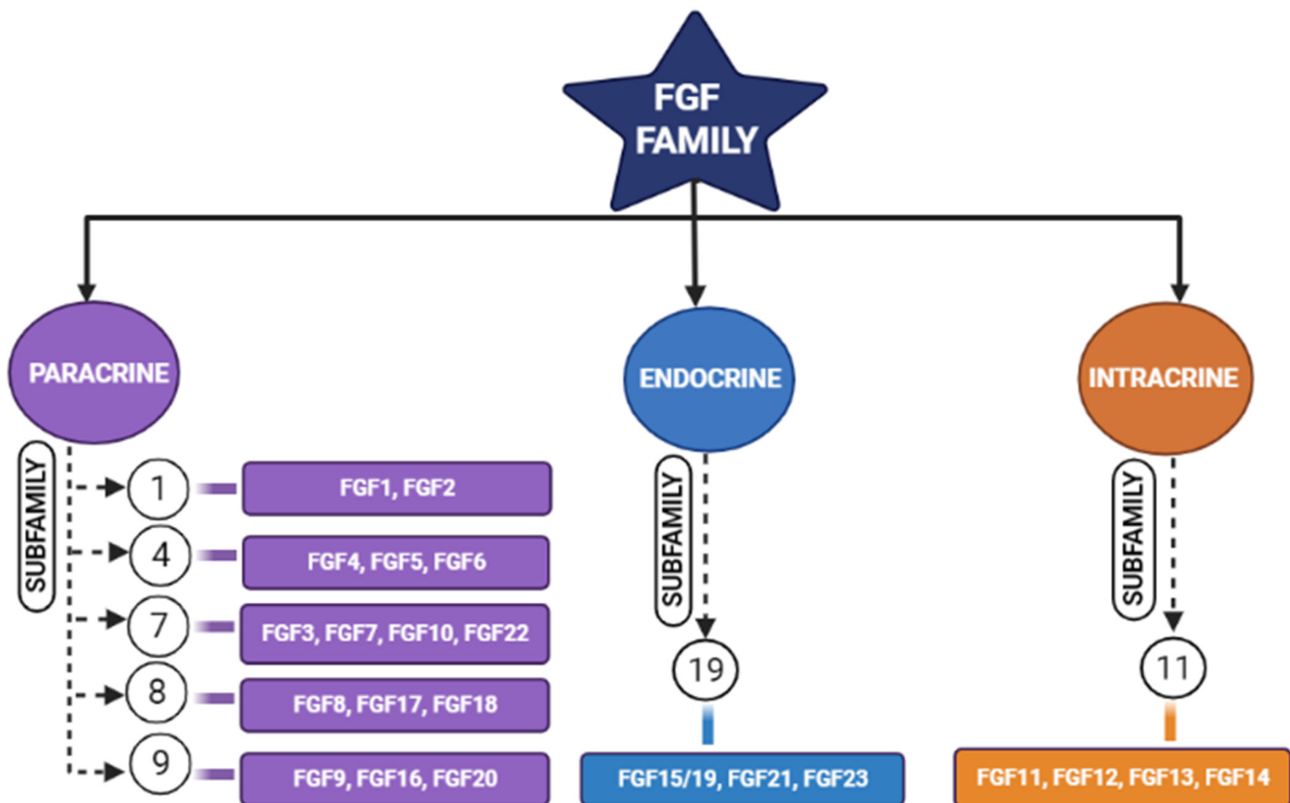 FGF
FAMILY
PARACRINE
ENDOCRINE
INTRACRINE
SUBFAMILY
1
FGF1, FGF2
4
FGF4, FGF5, FGF6
7
FGF3, FGF7, FGF10, FGF22
8
FGF8, FGF17, FGF18
9
FGF9, FGF16, FGF20
SUBFAMILY
19
FGF15/19, FGF21, FGF23
SUBFAMILY
11
FGF11, FGF12, FGF13, FGF14